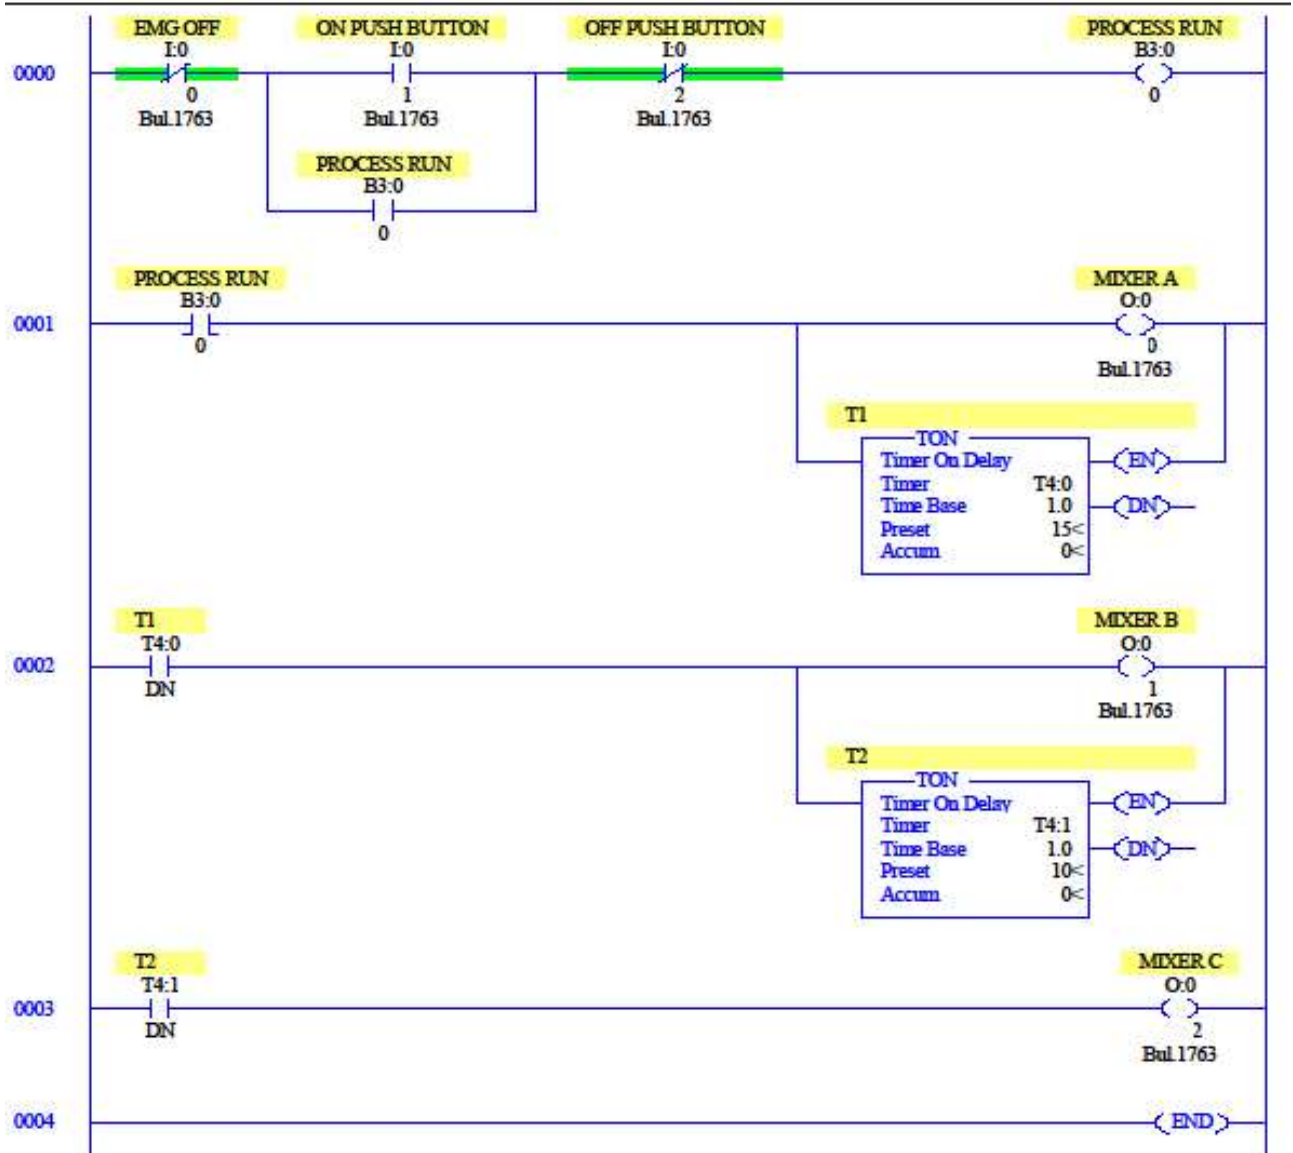 EMG OFF ON PUSH BUTTON OFF PUSH BUTTON PROCESS RUN
I:0 I:0 I:0 B3:0
0000
0 1 2 0
Bul.1763 Bul.1763 Bul.1763
PROCESS RUN
B3:0
0
PROCESS RUN MIXER A
B3:0 O:0
0001
0 0
Bul.1763
T1
TON
Timer On Delay EN
Timer T4:0
Time Base 1.0 DN
Preset 15<
Accum 0<
T1 MIXER B
T4:0 O:0
0002
DN 1
Bul.1763
T2
TON
Timer On Delay EN
Timer T4:1
Time Base 1.0 DN
Preset 10<
Accum 0<
T2 MIXER C
T4:1 O:0
0003
DN 2
Bul.1763
0004 END